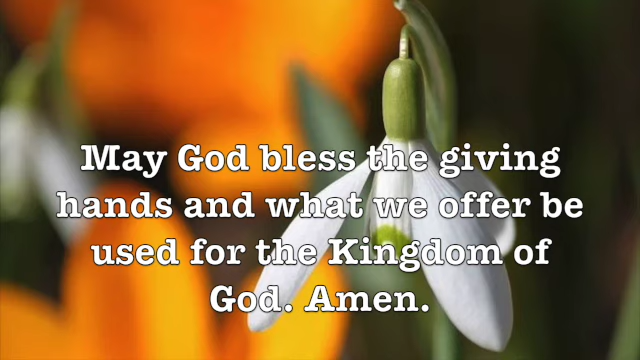 May God bless the giving
hands and what we offer be
used for the Kingdom of
God. Amen.